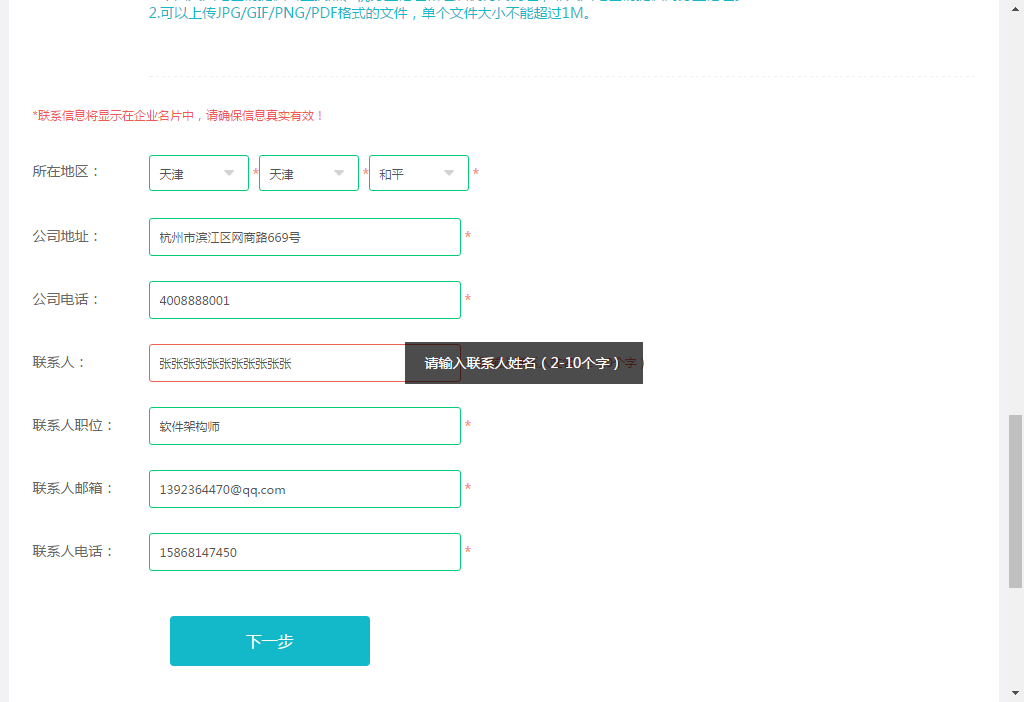 2.可以上传JPG/GIF/PNG/PDF格式的文件，单个文件大小不能超过1M。
*联系信息将显示在企业名片中，请确保信息真实有效！
所在地区： 天津 * 天津 * 和平 *
公司地址： 杭州市滨江区网商路669号 *
公司电话： 4008888001 *
联系人： 张张张张张张张张张张张 请输入联系人姓名（2-10个字）
联系人职位： 软件架构师 *
联系人邮箱： 1392364470@qq.com *
联系人电话： 15868147450 *
下一步